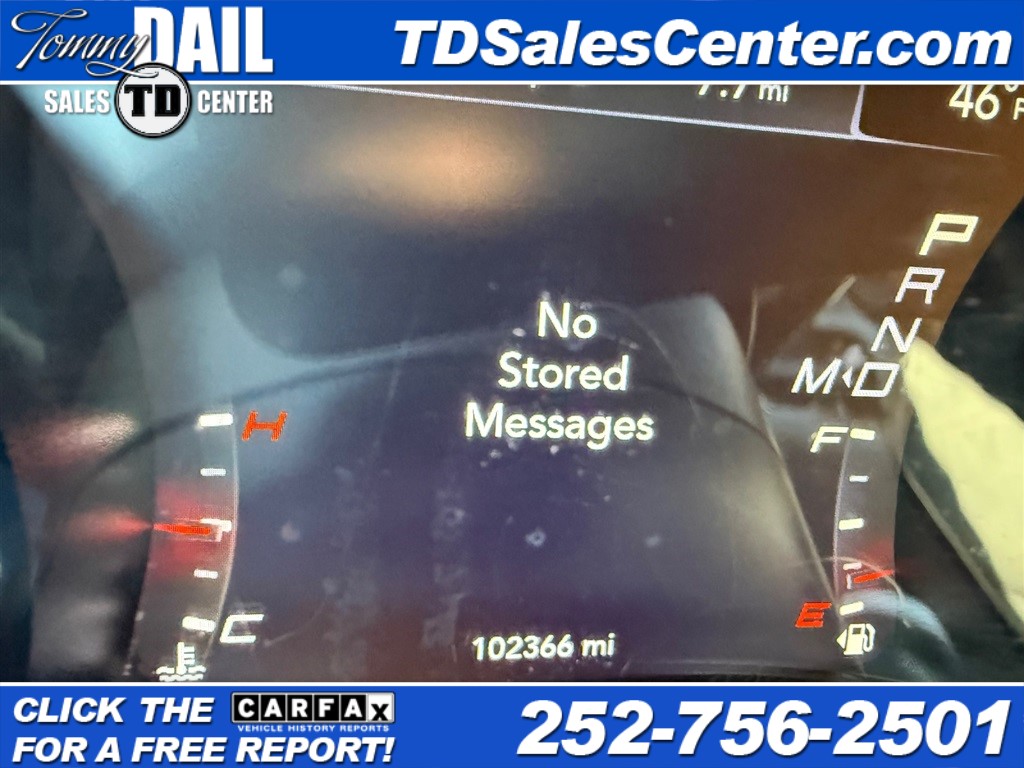 Tommy DAIL
SALES TD CENTER
TDSalesCenter.com
7.7 mi
46°F
P
R
N
M D
H
F
No
Stored
Messages
C
E
102366 mi
CLICK THE CARFAX
VEHICLE HISTORY REPORTS
FOR A FREE REPORT!
252-756-2501